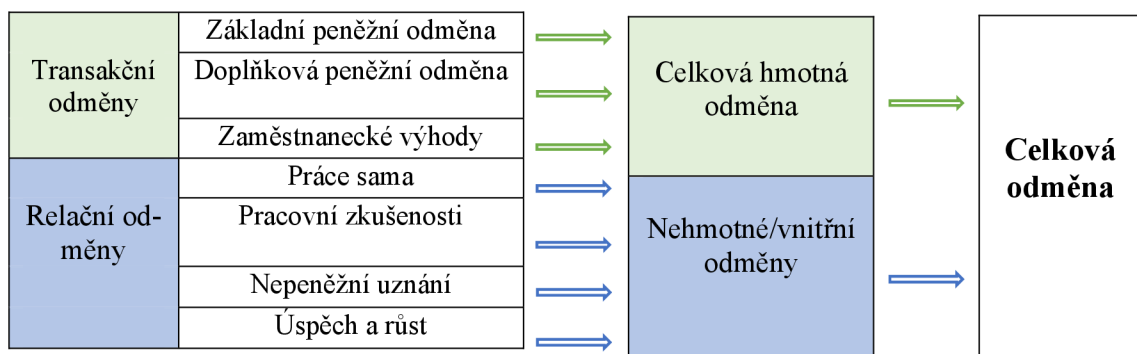 Transakční
odměny
Základní peněžní odměna
Doplňková peněžní odměna
Zaměstnanecké výhody
Relační od-
měny
Práce sama
Pracovní zkušenosti
Nepeněžní uznání
Úspěch a růst
Celková hmotná
odměna
Nehmotné/vnitřní
odměny
Celková
odměna